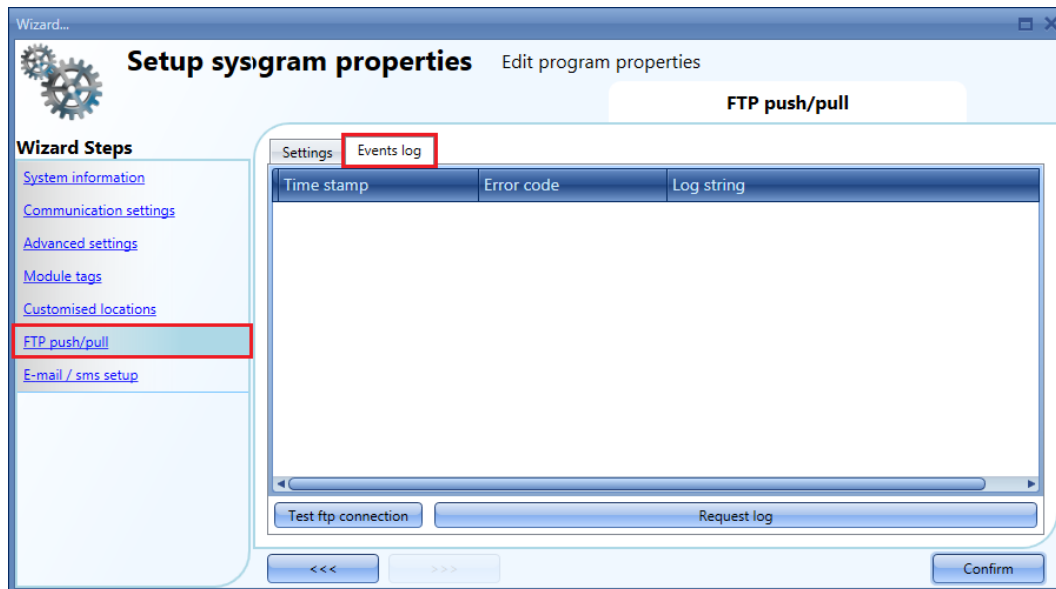 Wizard...
Setup sysgram properties Edit program properties
FTP push/pull
Wizard Steps
System information
Communication settings
Advanced settings
Module tags
Customised locations
FTP push/pull
E-mail / sms setup
Settings Events log
Time stamp Error code Log string
Test ftp connection Request log
<<< >>> Confirm